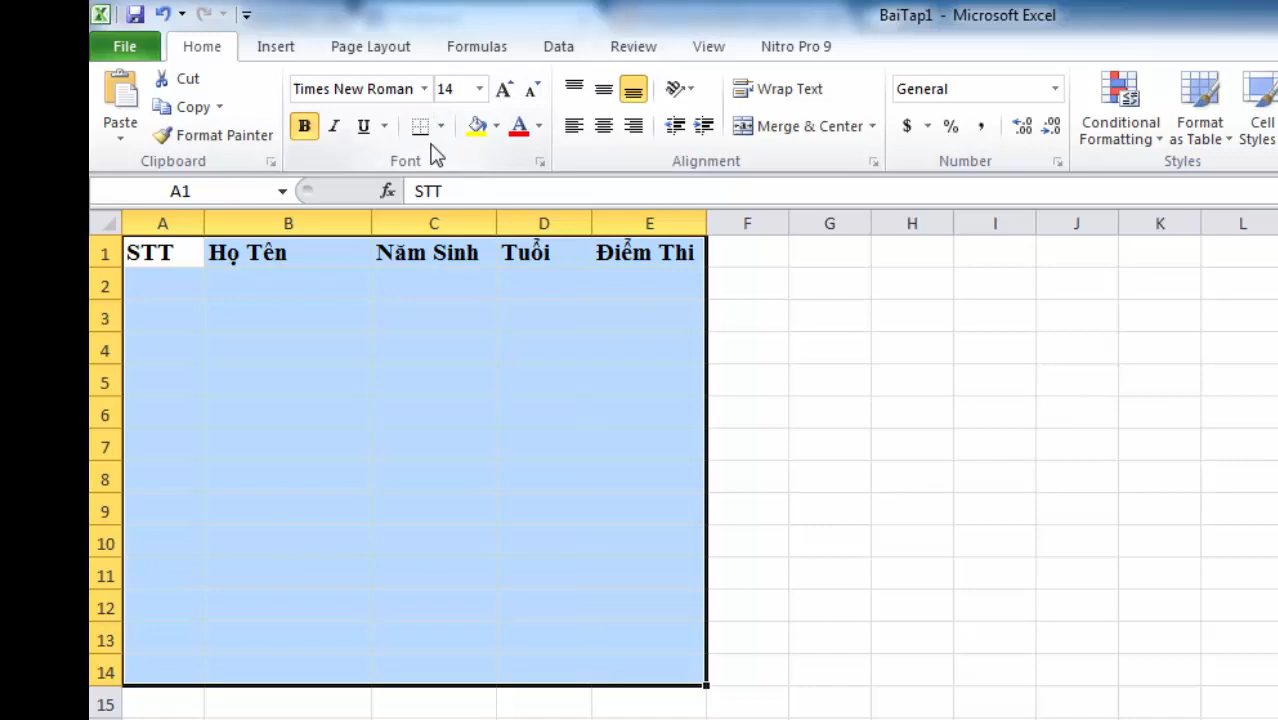 BaiTap1 - Microsoft Excel
File Home Insert Page Layout Formulas Data Review View Nitro Pro 9
Paste Cut Copy Format Painter Clipboard
Times New Roman 14 B I U A Font
Wrap Text Merge & Center Alignment
General $ % , Number
Conditional Formatting Format as Table Cell Styles Styles
A1 fx STT
A B C D E F G H I J K L
1 STT Họ Tên Năm Sinh Tuổi Điểm Thi
2
3
4
5
6
7
8
9
10
11
12
13
14
15